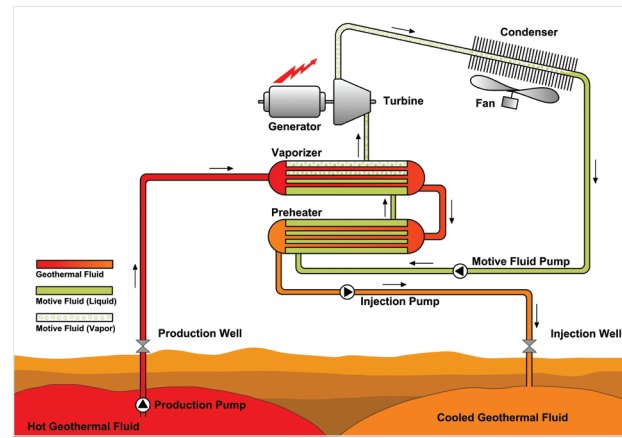 Condenser
Turbine
Fan
Generator
Vaporizer
Preheater
Geothermal Fluid
Motive Fluid Pump
Motive Fluid (Liquid)
Injection Pump
Motive Fluid (Vapor)
Production Well
Injection Well
Production Pump
Hot Geothermal Fluid
Cooled Geothermal Fluid